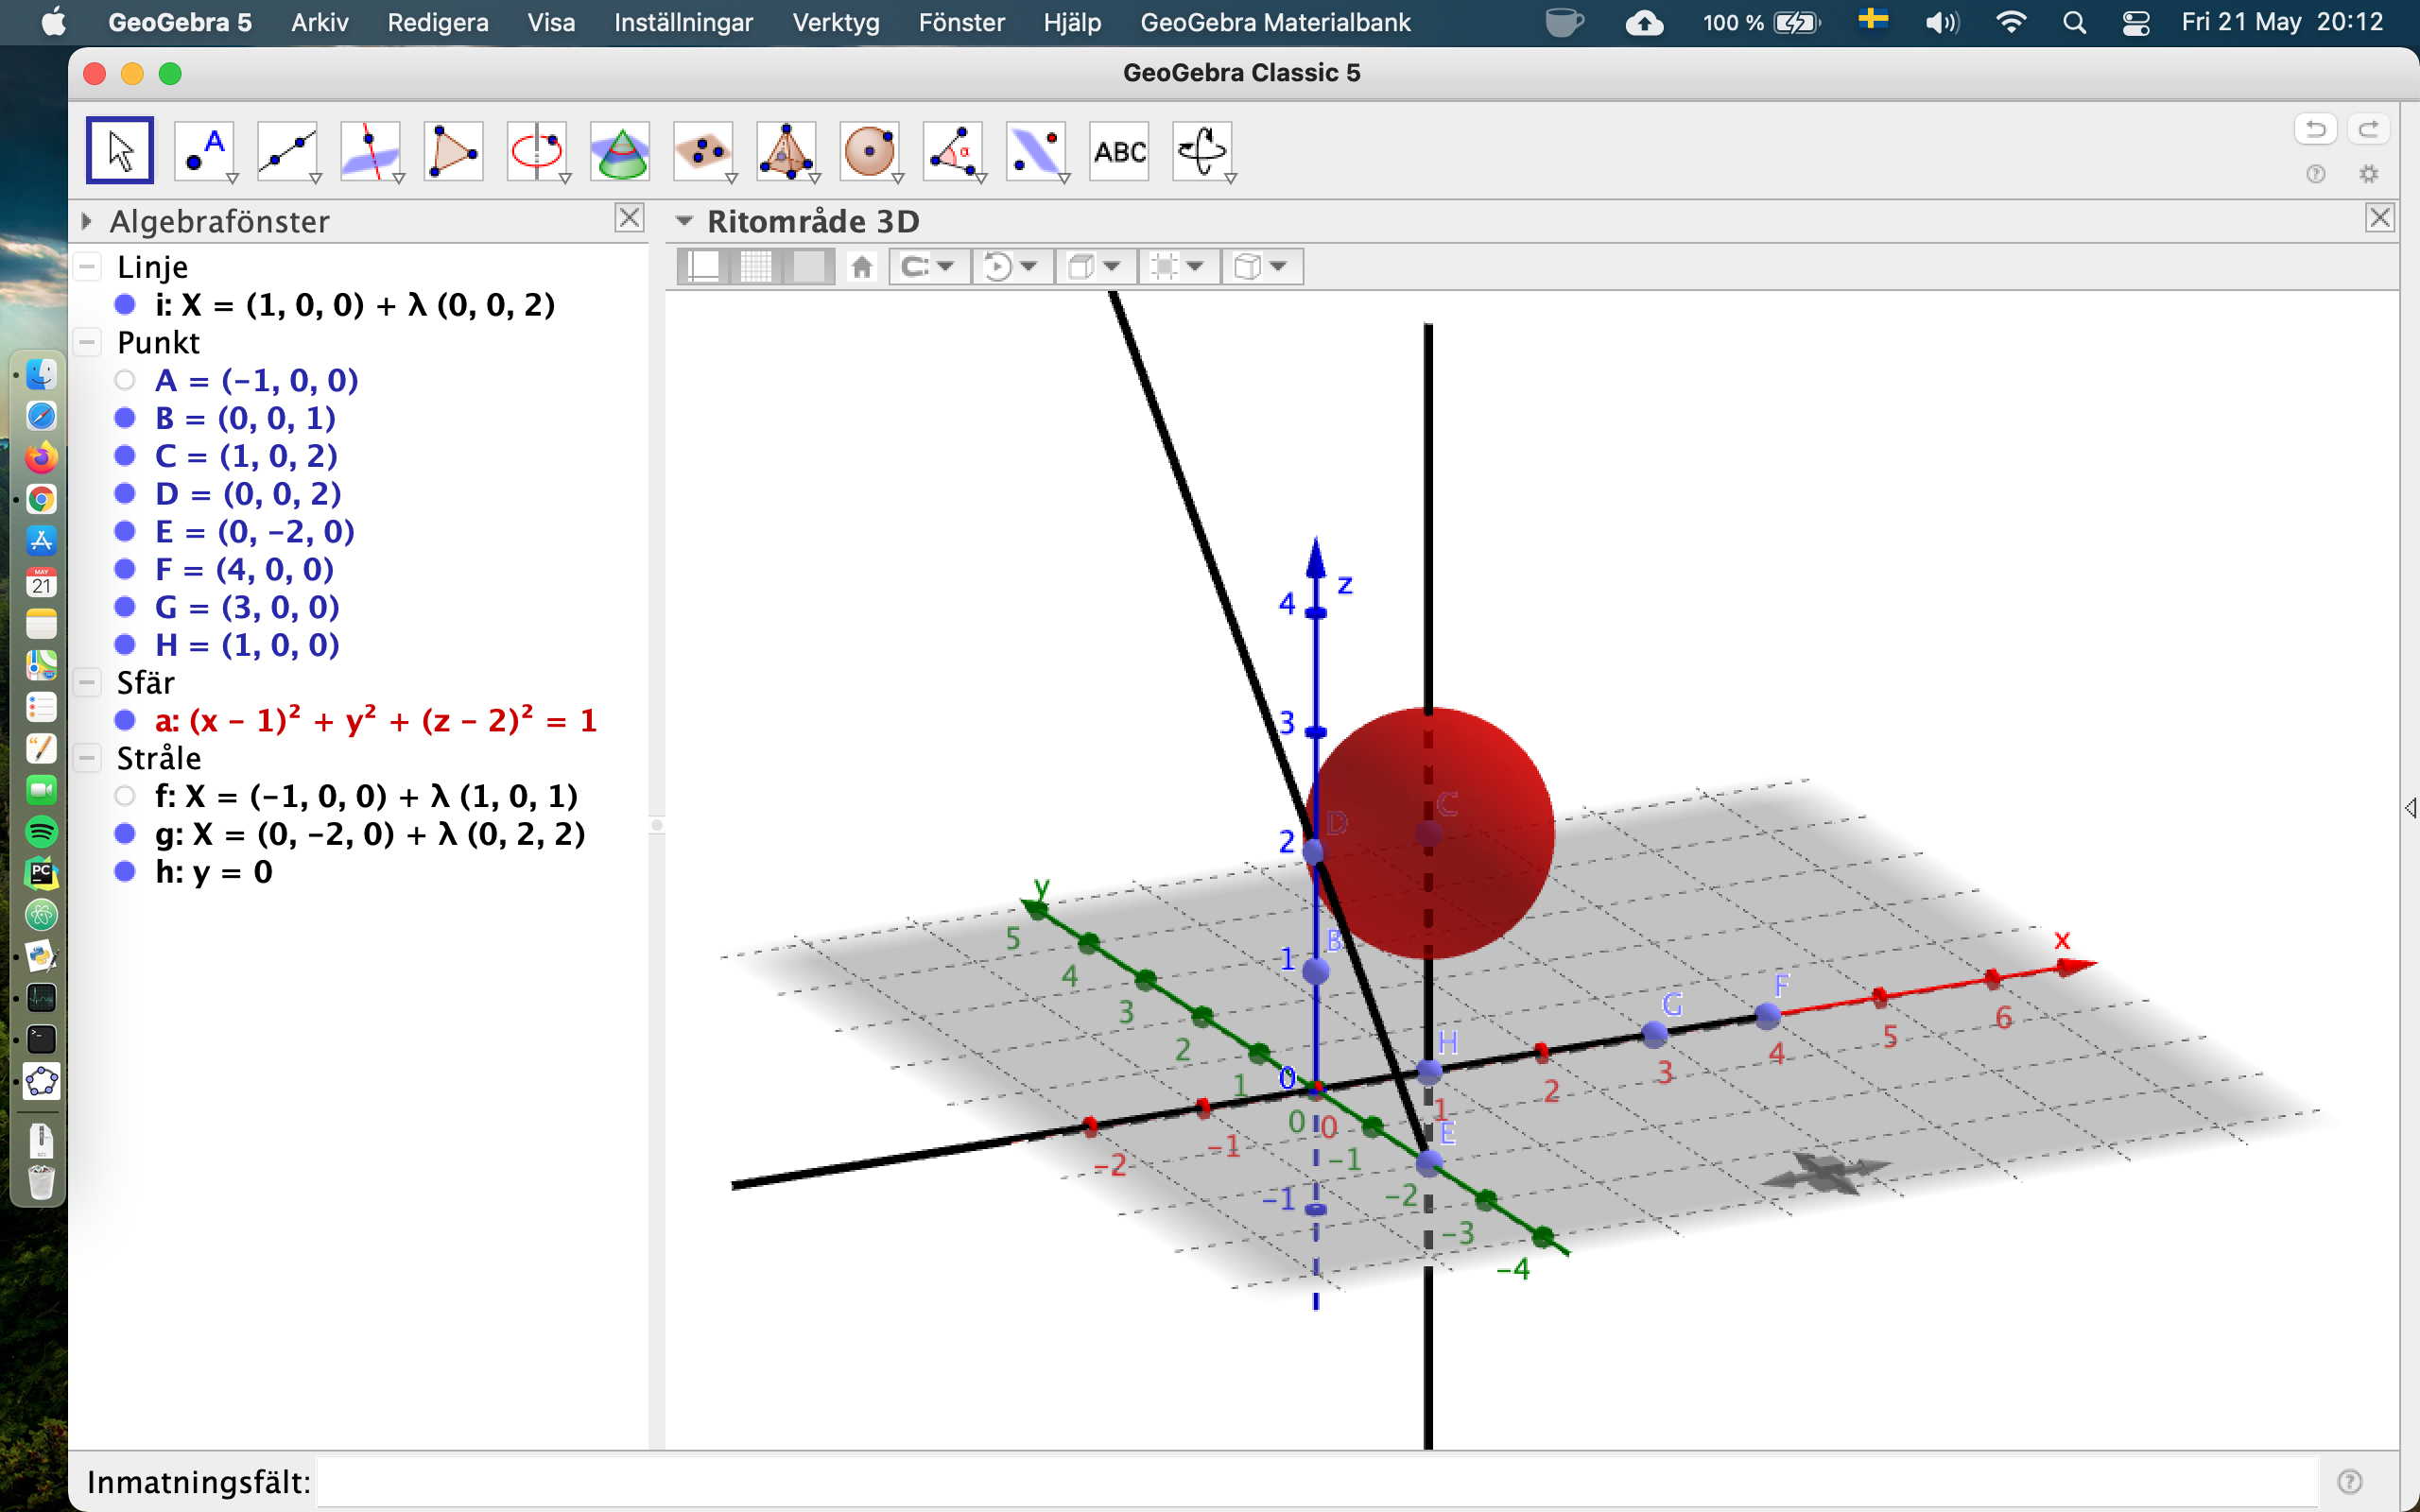 GeoGebra 5 Arkiv Redigera Visa Inställningar Verktyg Fönster Hjälp GeoGebra Materialbank 100 % Fri 21 May 20:12
GeoGebra Classic 5
A
α
ABC
Algebrafönster
Ritområde 3D
Linje
i: X = (1, 0, 0) + λ (0, 0, 2)
Punkt
A = (−1, 0, 0)
B = (0, 0, 1)
C = (1, 0, 2)
D = (0, 0, 2)
E = (0, −2, 0)
F = (4, 0, 0)
G = (3, 0, 0)
H = (1, 0, 0)
Sfär
a: (x − 1)² + y² + (z − 2)² = 1
Stråle
f: X = (−1, 0, 0) + λ (1, 0, 1)
g: X = (0, −2, 0) + λ (0, 2, 2)
h: y = 0
z
4
3
C
D
2
y
5
B
1
x
4
G
F
3
6
5
H
2
4
3
2
0
1
1
0
0
E
−1
−1
−2
−1
−2
−3
−4
MAY
21
PC
Inmatningsfält: